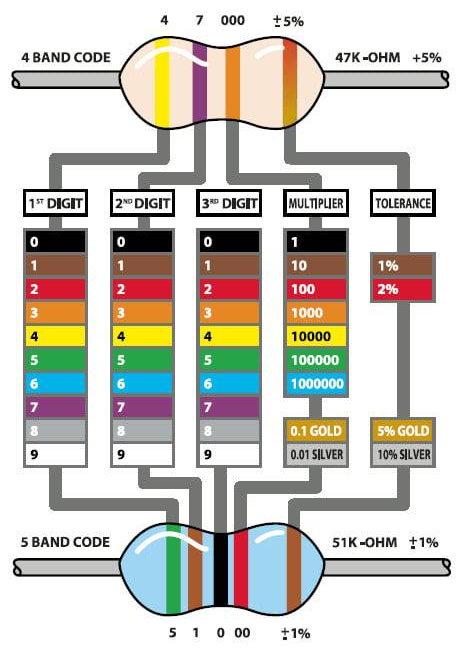 4 7 000 ±5%
4 BAND CODE 47K-OHM +5%
1ST DIGIT 2ND DIGIT 3RD DIGIT MULTIPLIER TOLERANCE
0 0 0 1
1 1 1 10 1%
2 2 2 100 2%
3 3 3 1000
4 4 4 10000
5 5 5 100000
6 6 6 1000000
7 7 7
8 8 8 0.1 GOLD 5% GOLD
9 9 9 0.01 SILVER 10% SILVER
5 BAND CODE 51K-OHM ±1%
5 1 0 00 ±1%